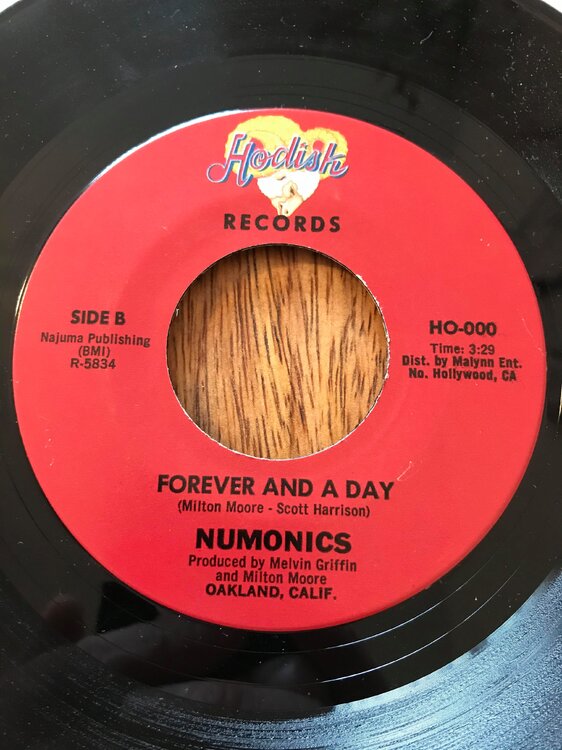 Hodish
RECORDS
SIDE B
Najuma Publishing
(BMI)
R-5834
HO-000
Time: 3:29
Dist. by Malynn Ent.
No. Hollywood, CA
FOREVER AND A DAY
(Milton Moore - Scott Harrison)
NUMONICS
Produced by Melvin Griffin
and Milton Moore
OAKLAND, CALIF.